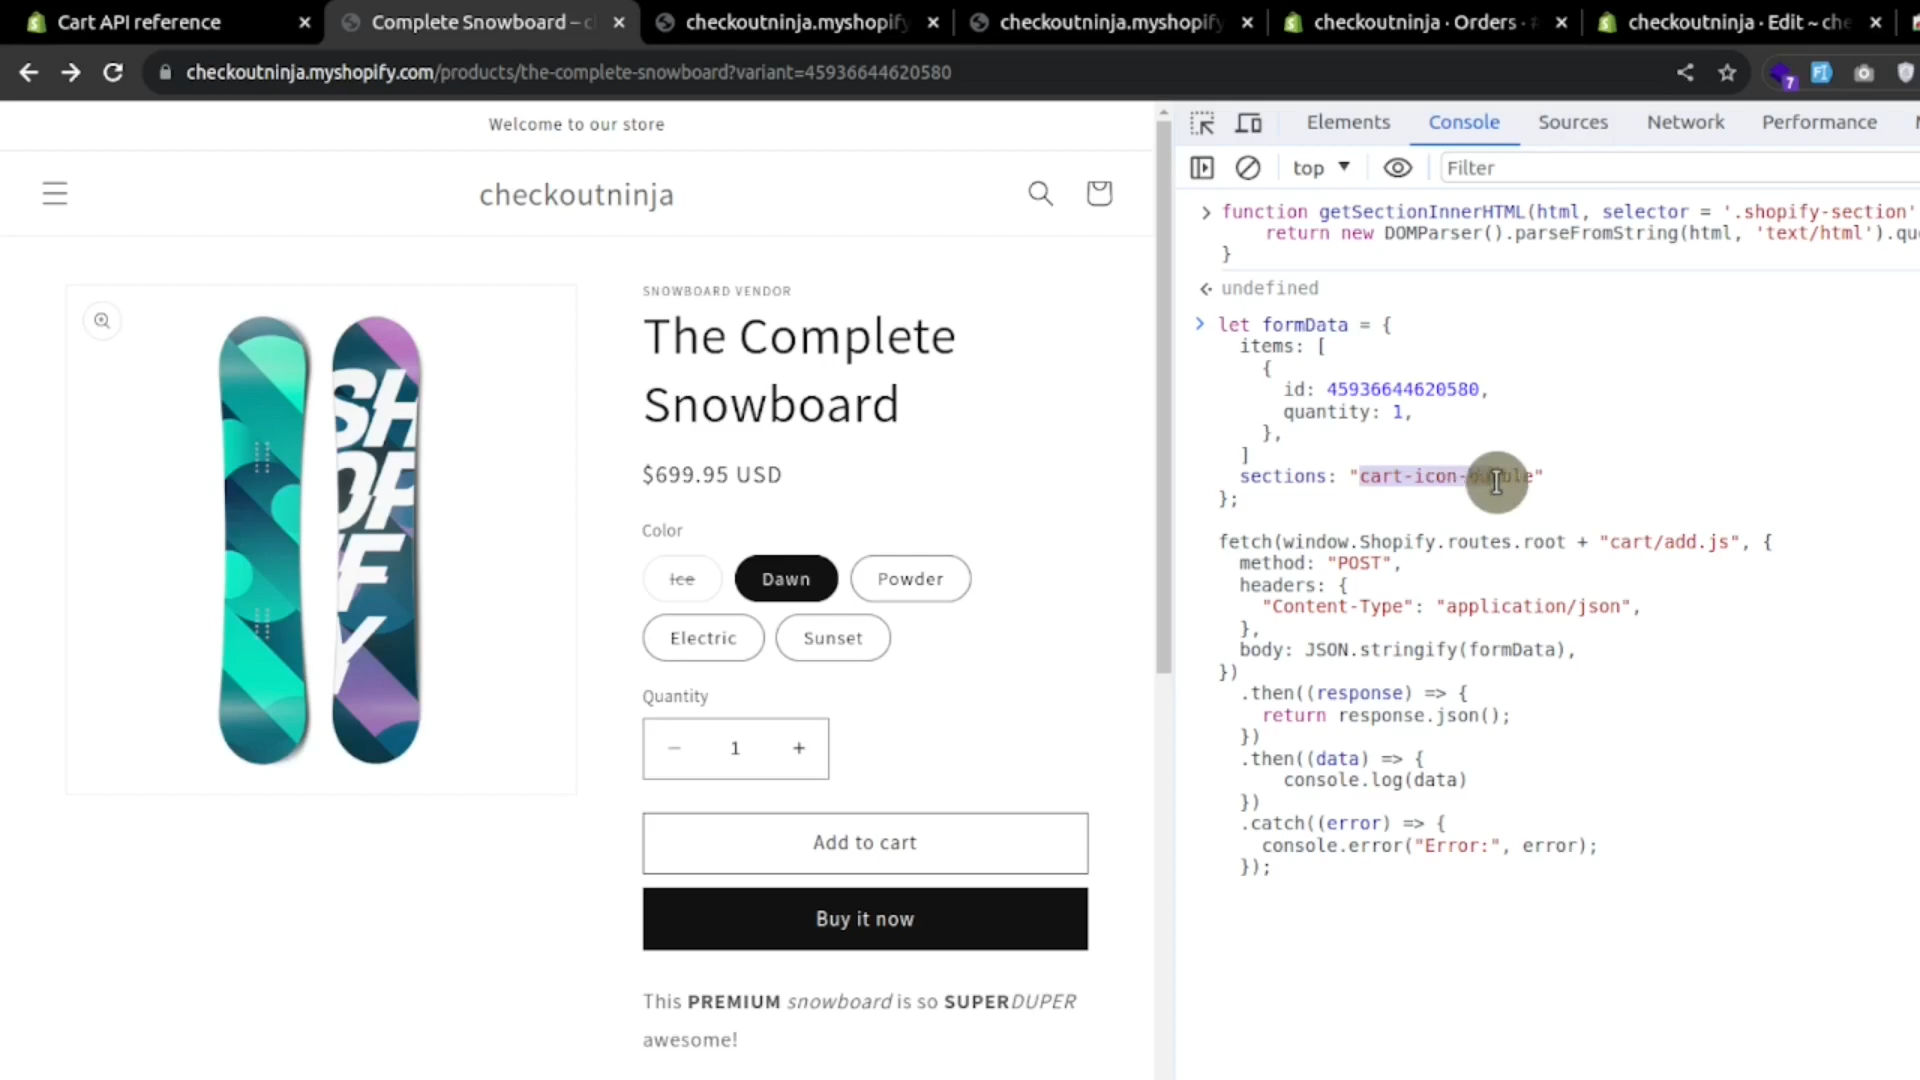 Cart API reference
Complete Snowboard – c
checkoutninja.myshopify
checkoutninja.myshopify
checkoutninja · Orders ·
checkoutninja · Edit ~ che
checkoutninja.myshopify.com/products/the-complete-snowboard?variant=45936644620580
7
FI
Welcome to our store
checkoutninja
SNOWBOARD VENDOR
The Complete
Snowboard
$699.95 USD
Color
Ice
Dawn
Powder
Electric
Sunset
Quantity
− 1 +
Add to cart
Buy it now
This PREMIUM snowboard is so SUPERDUPER
awesome!
SH
OP
IF
Y
Elements
Console
Sources
Network
Performance
top
Filter
function getSectionInnerHTML(html, selector = '.shopify-section'
return new DOMParser().parseFromString(html, 'text/html').qu
}
undefined
let formData = {
items: [
{
id: 45936644620580,
quantity: 1,
},
]
sections: "cart-icon-bubble"
};
fetch(window.Shopify.routes.root + "cart/add.js", {
method: "POST",
headers: {
"Content-Type": "application/json",
},
body: JSON.stringify(formData),
})
.then((response) => {
return response.json();
})
.then((data) => {
console.log(data)
})
.catch((error) => {
console.error("Error:", error);
});